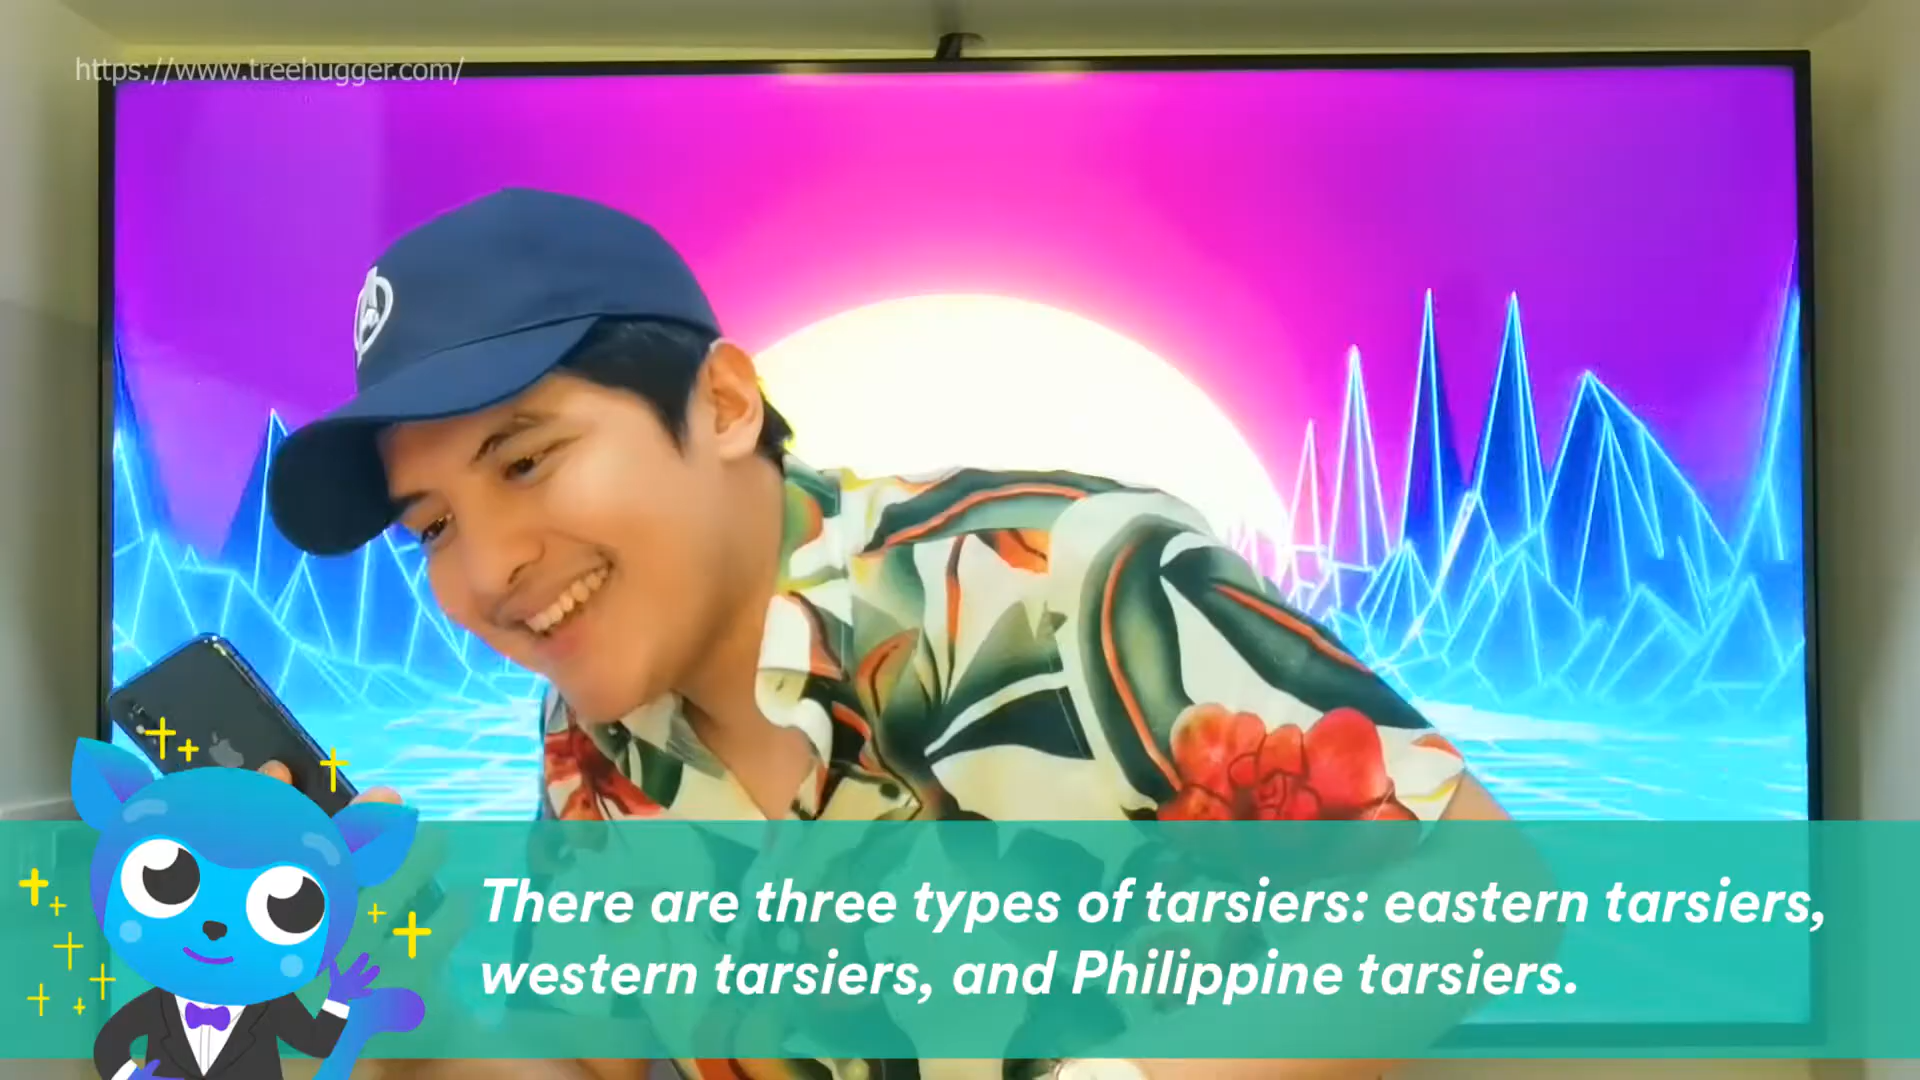 https://www.treehugger.com/
There are three types of tarsiers: eastern tarsiers,
western tarsiers, and Philippine tarsiers.